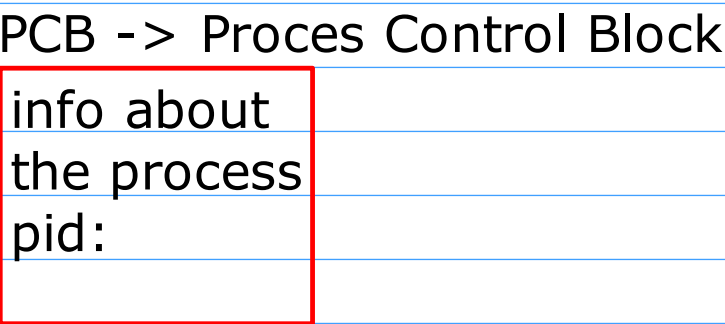 PCB -> Proces Control Block
info about
the process
pid: